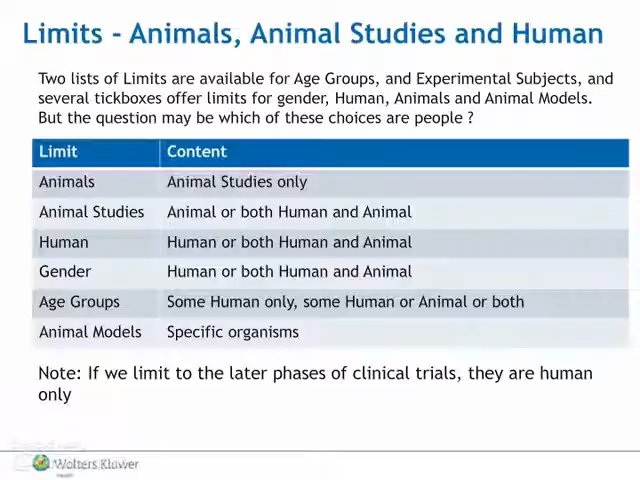 Limits - Animals, Animal Studies and Human
Two lists of Limits are available for Age Groups, and Experimental Subjects, and
several tickboxes offer limits for gender, Human, Animals and Animal Models.
But the question may be which of these choices are people ?
Limit Content
Animals Animal Studies only
Animal Studies Animal or both Human and Animal
Human Human or both Human and Animal
Gender Human or both Human and Animal
Age Groups Some Human only, some Human or Animal or both
Animal Models Specific organisms
Note: If we limit to the later phases of clinical trials, they are human
only
Wolters Kluwer
Health